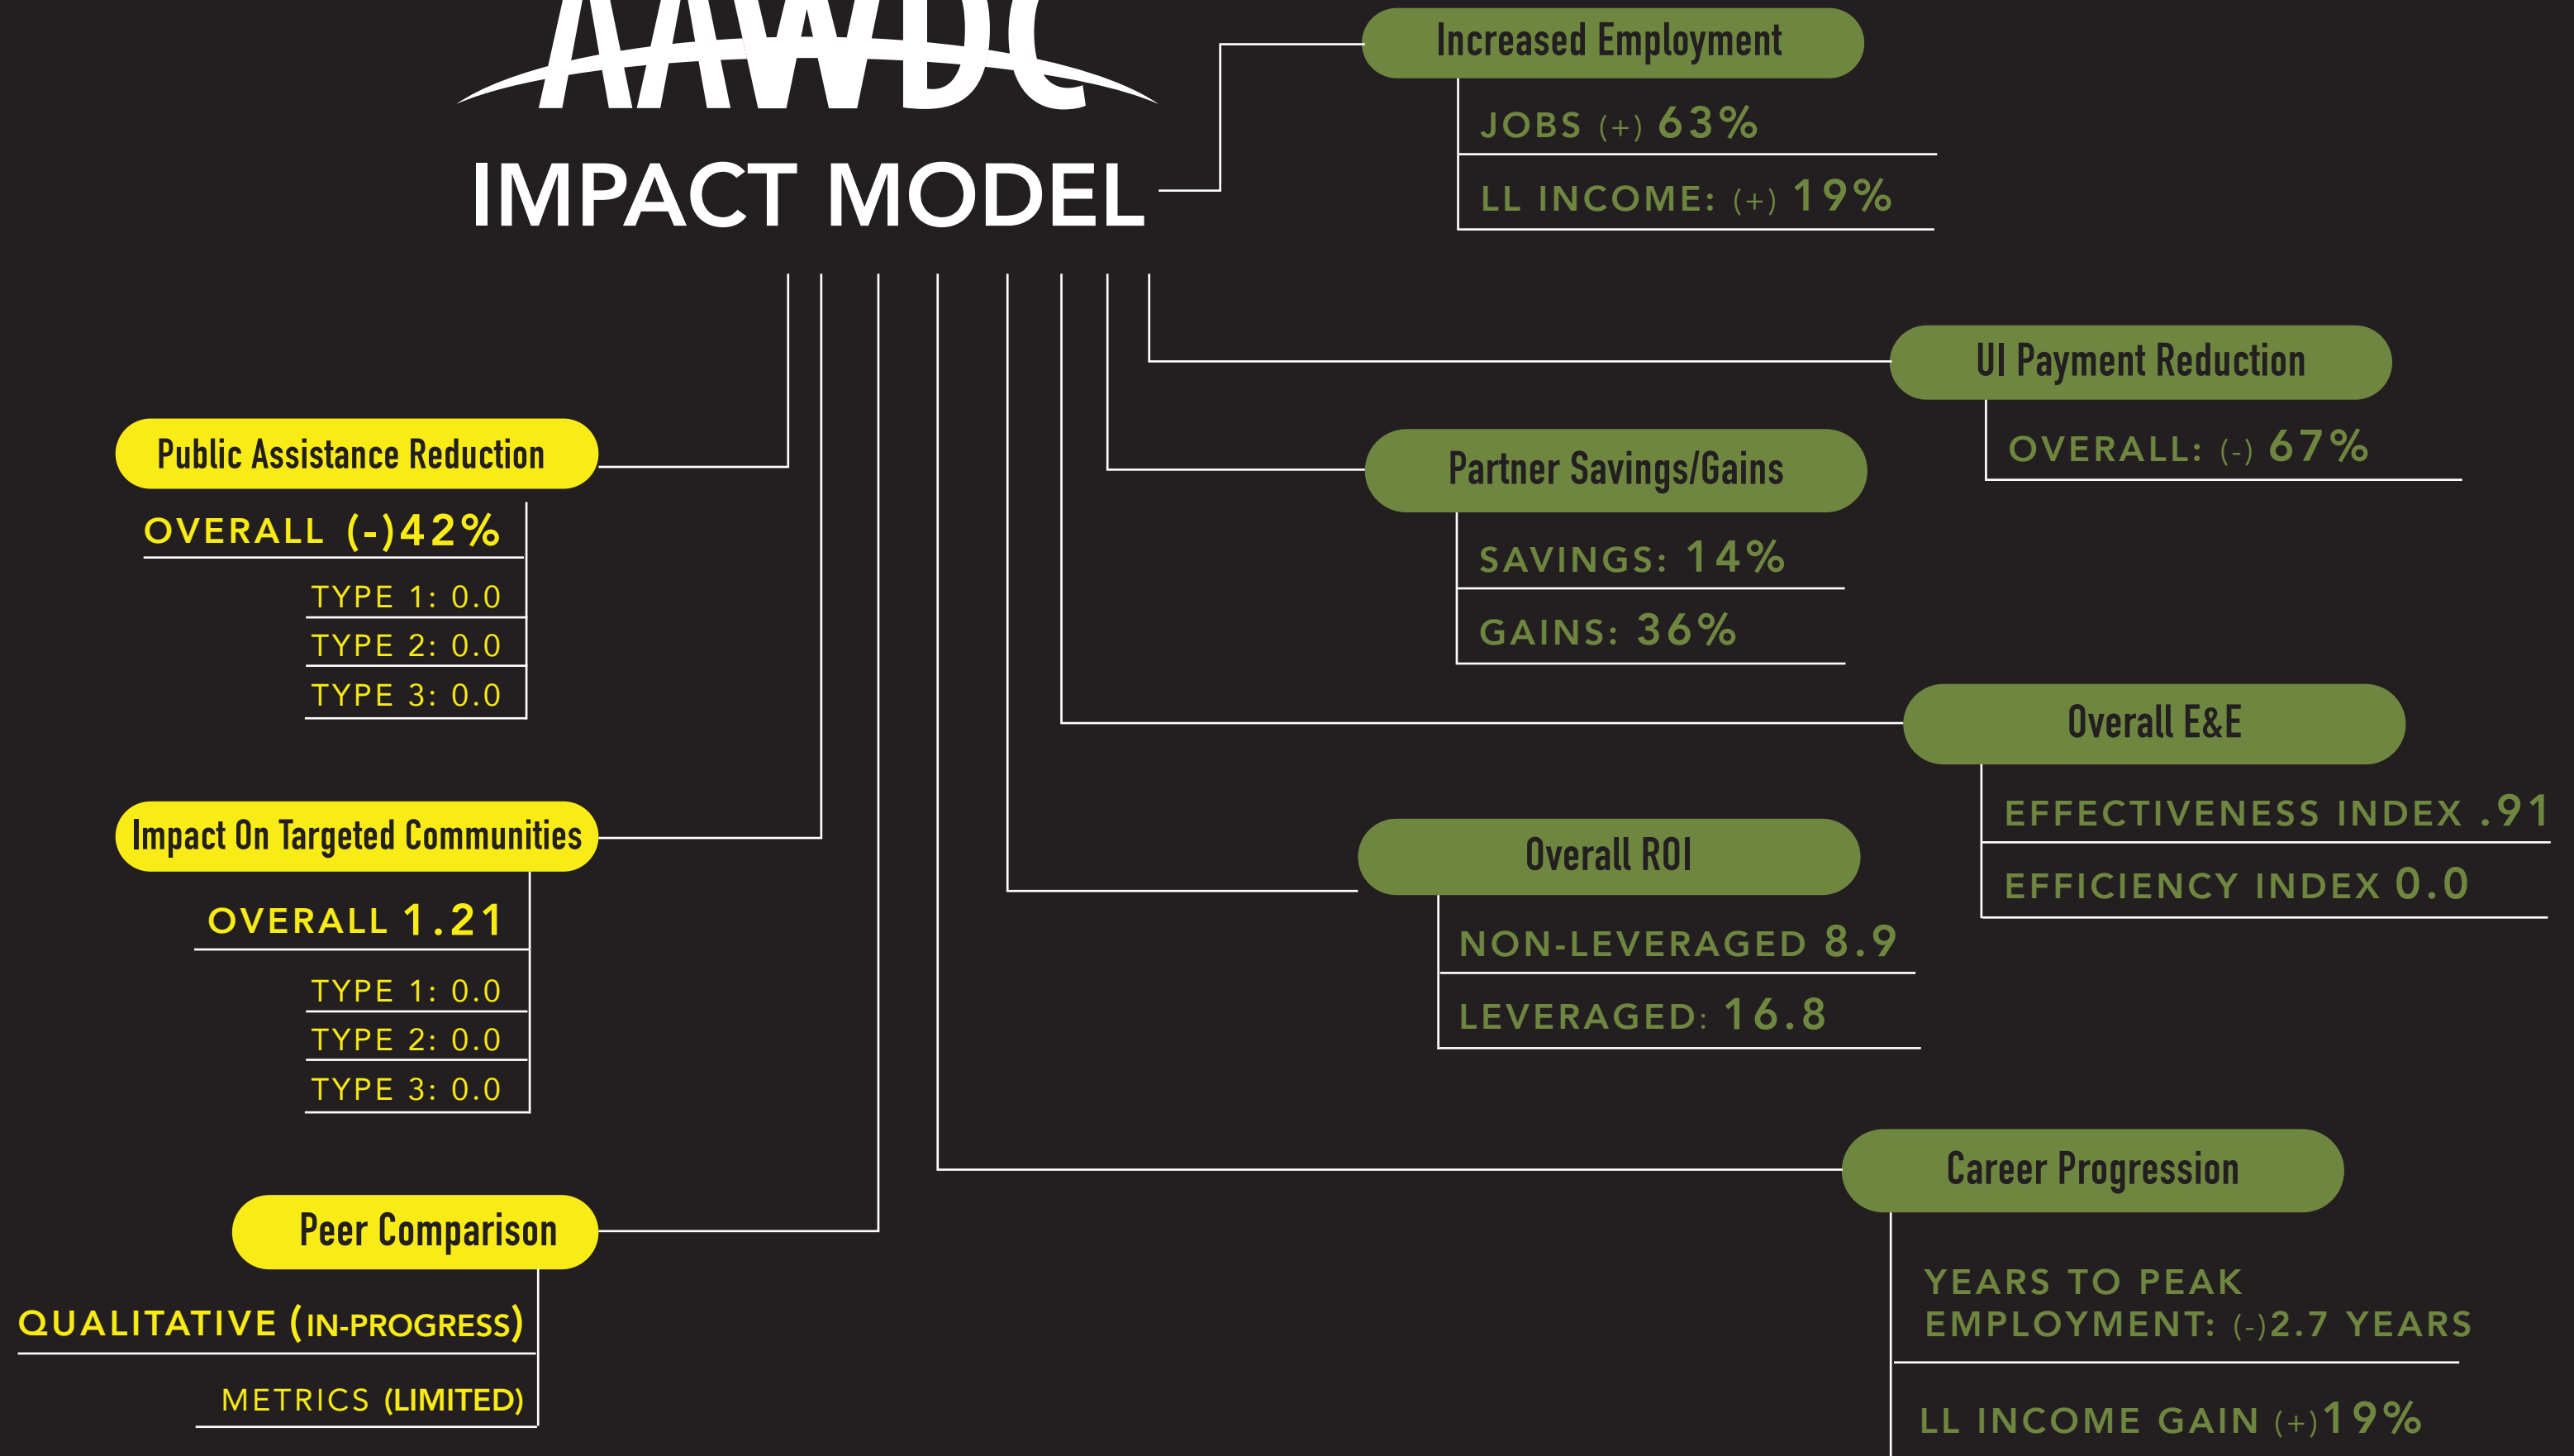 AAWDC
IMPACT MODEL
Increased Employment
JOBS (+) 63%
LL INCOME: (+) 19%
UI Payment Reduction
OVERALL: (-) 67%
Partner Savings/Gains
SAVINGS: 14%
GAINS: 36%
Overall E&E
EFFECTIVENESS INDEX .91
EFFICIENCY INDEX 0.0
Overall ROI
NON-LEVERAGED 8.9
LEVERAGED: 16.8
Career Progression
YEARS TO PEAK
EMPLOYMENT: (-)2.7 YEARS
LL INCOME GAIN (+)19%
Public Assistance Reduction
OVERALL (-)42%
TYPE 1: 0.0
TYPE 2: 0.0
TYPE 3: 0.0
Impact On Targeted Communities
OVERALL 1.21
TYPE 1: 0.0
TYPE 2: 0.0
TYPE 3: 0.0
Peer Comparison
QUALITATIVE (IN-PROGRESS)
METRICS (LIMITED)